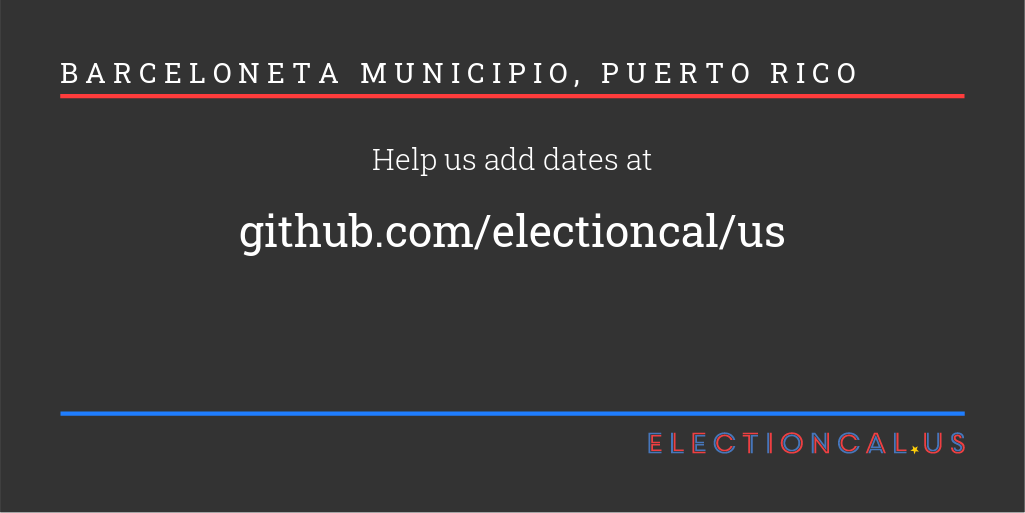 BARCELONETA MUNICIPIO, PUERTO RICO
Help us add dates at
github.com/electioncal/us
ELECTIONCAL.US